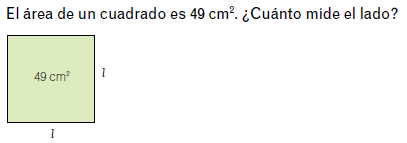 El área de un cuadrado es 49 cm². ¿Cuánto mide el lado?
49 cm²
l
l